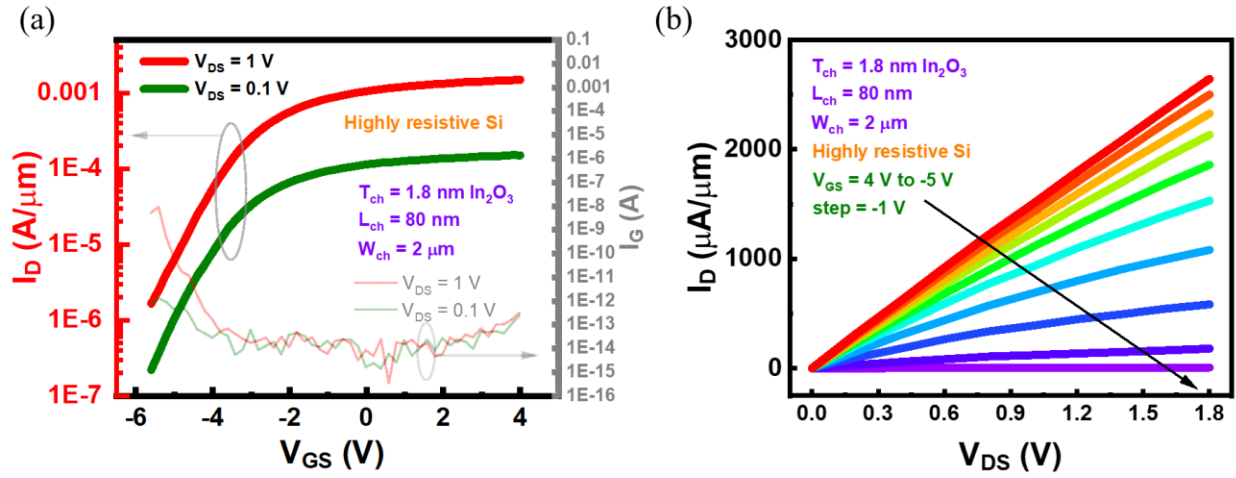 (a)
V_DS = 1 V
V_DS = 0.1 V
Highly resistive Si
T_ch = 1.8 nm In₂O₃
L_ch = 80 nm
W_ch = 2 μm
V_DS = 1 V
V_DS = 0.1 V
0.001
1E-4
1E-5
1E-6
1E-7
I_D (A/μm)
0.1
0.01
0.001
1E-4
1E-5
1E-6
1E-7
1E-8
1E-9
1E-10
1E-11
1E-12
1E-13
1E-14
1E-15
1E-16
I_G (A)
-6 -4 -2 0 2 4
V_GS (V)
(b)
T_ch = 1.8 nm In₂O₃
L_ch = 80 nm
W_ch = 2 μm
Highly resistive Si
V_GS = 4 V to -5 V
step = -1 V
3000
2000
1000
0
I_D (μA/μm)
0.0 0.3 0.6 0.9 1.2 1.5 1.8
V_DS (V)